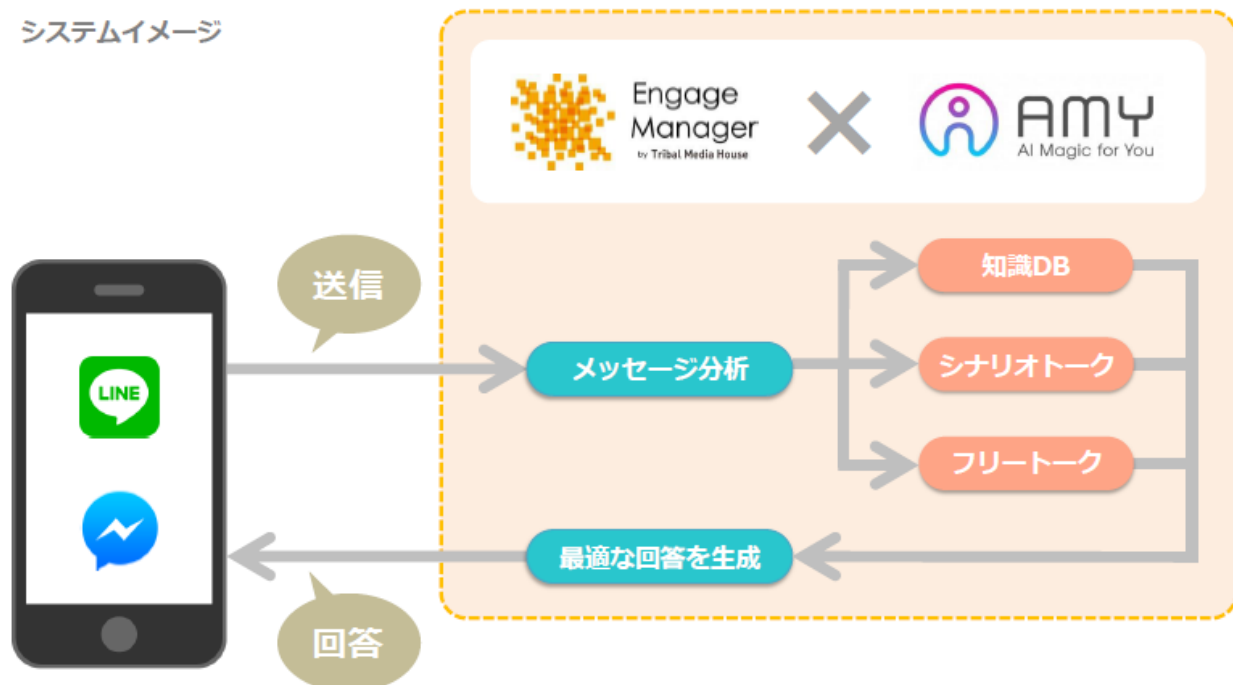 システムイメージ
Engage
Manager
by Tribal Media House
AMY
AI Magic for You
送信
LINE
メッセージ分析
知識DB
シナリオトーク
フリートーク
最適な回答を生成
回答